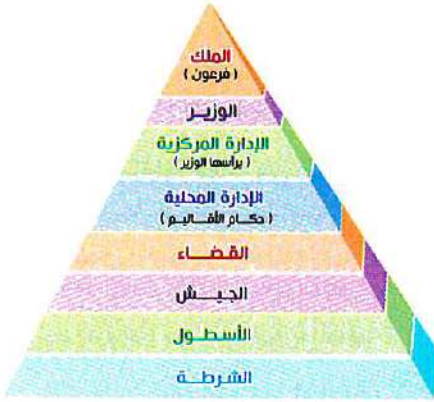 الملك
( فرعون )
الوزير
الإدارة المركزية
( يرأسها الوزير )
الإدارة المحلية
( حكام الأقاليم )
القضاء
الجيش
الأسطول
الشرطة